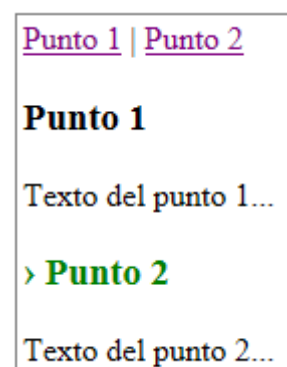 Punto 1 | Punto 2
Punto 1
Texto del punto 1...
› Punto 2
Texto del punto 2...